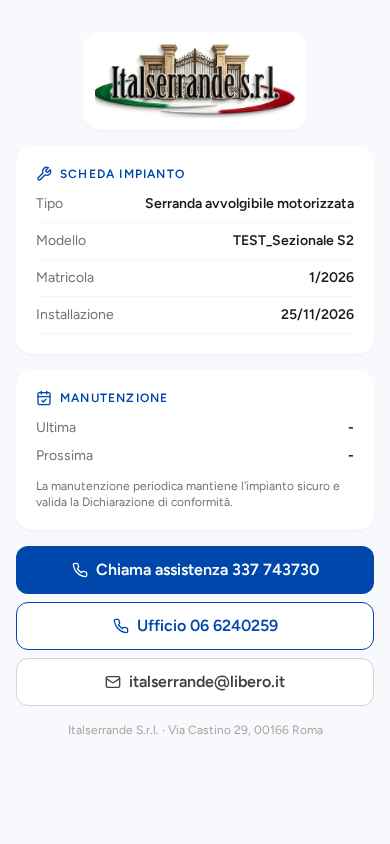 Italserrande s.r.l.
SCHEDA IMPIANTO
Tipo Serranda avvolgibile motorizzata
Modello TEST_Sezionale S2
Matricola 1/2026
Installazione 25/11/2026
MANUTENZIONE
Ultima -
Prossima -
La manutenzione periodica mantiene l'impianto sicuro e
valida la Dichiarazione di conformità.
Chiama assistenza 337 743730
Ufficio 06 6240259
italserrande@libero.it
Italserrande S.r.l. · Via Castino 29, 00166 Roma